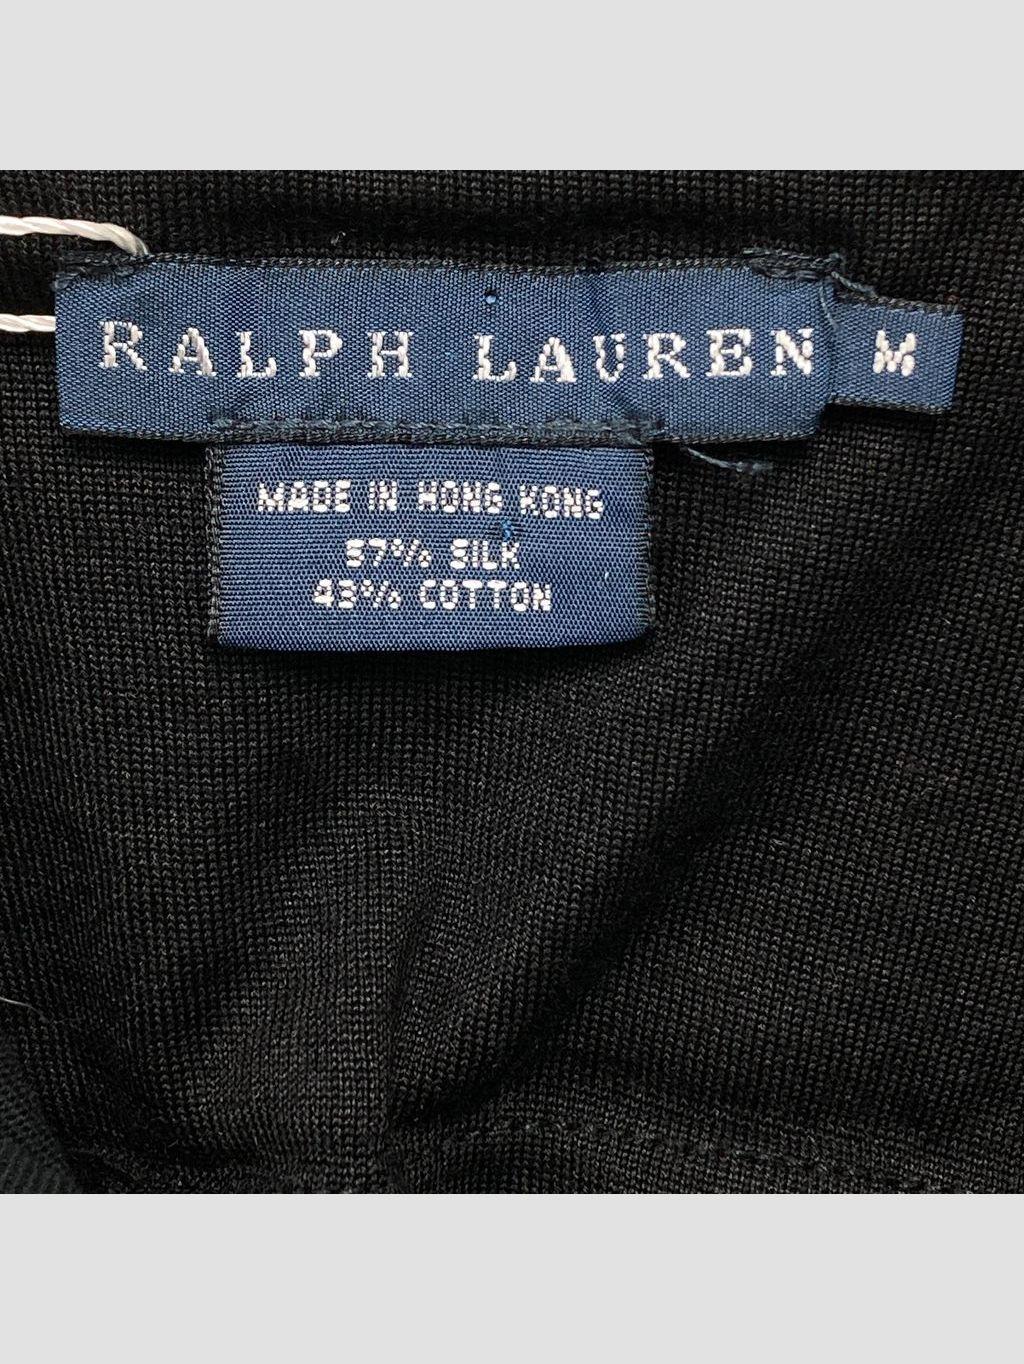 RALPH LAUREN M
MADE IN HONG KONG
57% SILK
43% COTTON